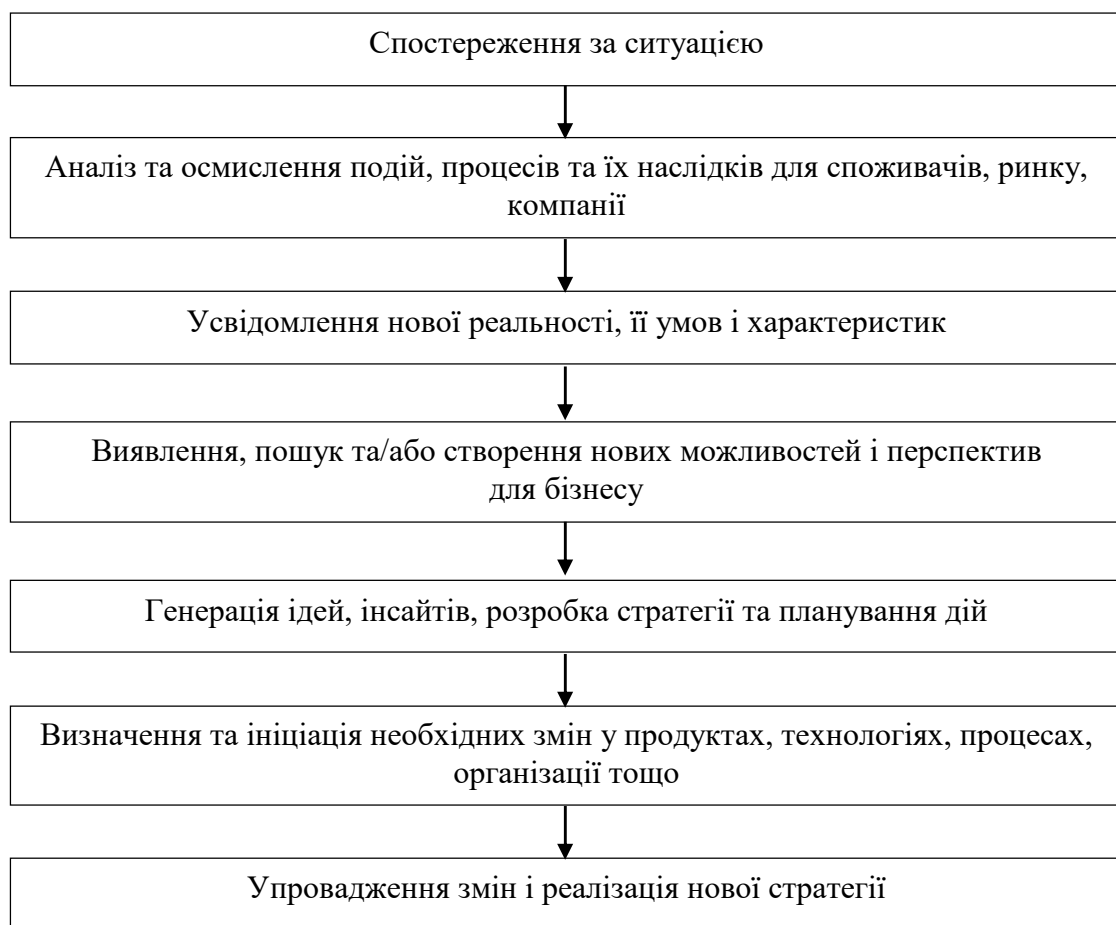 Спостереження за ситуацією
Аналіз та осмислення подій, процесів та їх наслідків для споживачів, ринку,
компанії
Усвідомлення нової реальності, її умов і характеристик
Виявлення, пошук та/або створення нових можливостей і перспектив
для бізнесу
Генерація ідей, інсайтів, розробка стратегії та планування дій
Визначення та ініціація необхідних змін у продуктах, технологіях, процесах,
організації тощо
Упровадження змін і реалізація нової стратегії